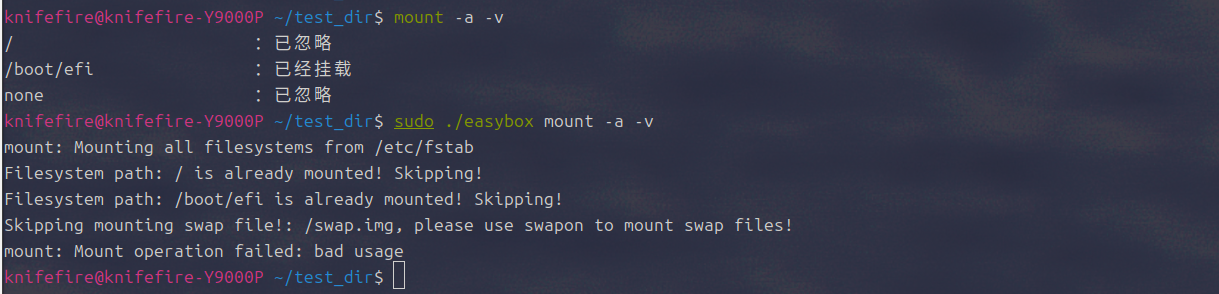 knifefire@knifefire-Y9000P ~/test_dir$ mount -a -v
/                        : 已忽略
/boot/efi                : 已经挂载
none                     : 已忽略
knifefire@knifefire-Y9000P ~/test_dir$ sudo ./easybox mount -a -v
mount: Mounting all filesystems from /etc/fstab
Filesystem path: / is already mounted! Skipping!
Filesystem path: /boot/efi is already mounted! Skipping!
Skipping mounting swap file!: /swap.img, please use swapon to mount swap files!
mount: Mount operation failed: bad usage
knifefire@knifefire-Y9000P ~/test_dir$